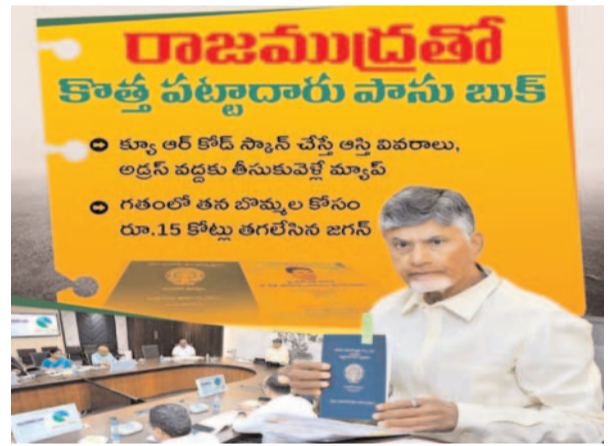 రాజముద్రతో
కొత్త పట్టాదారు పాసు బుక్
క్యూ ఆర్ కోడ్ స్కాన్ చేస్తే ఆస్తి వివరాలు,
అడ్రస్ వద్దకు తీసుకువెళ్లే మ్యాప్
గతంలో తన బొమ్మల కోసం
రూ.15 కోట్లు తగలేసిన జగన్